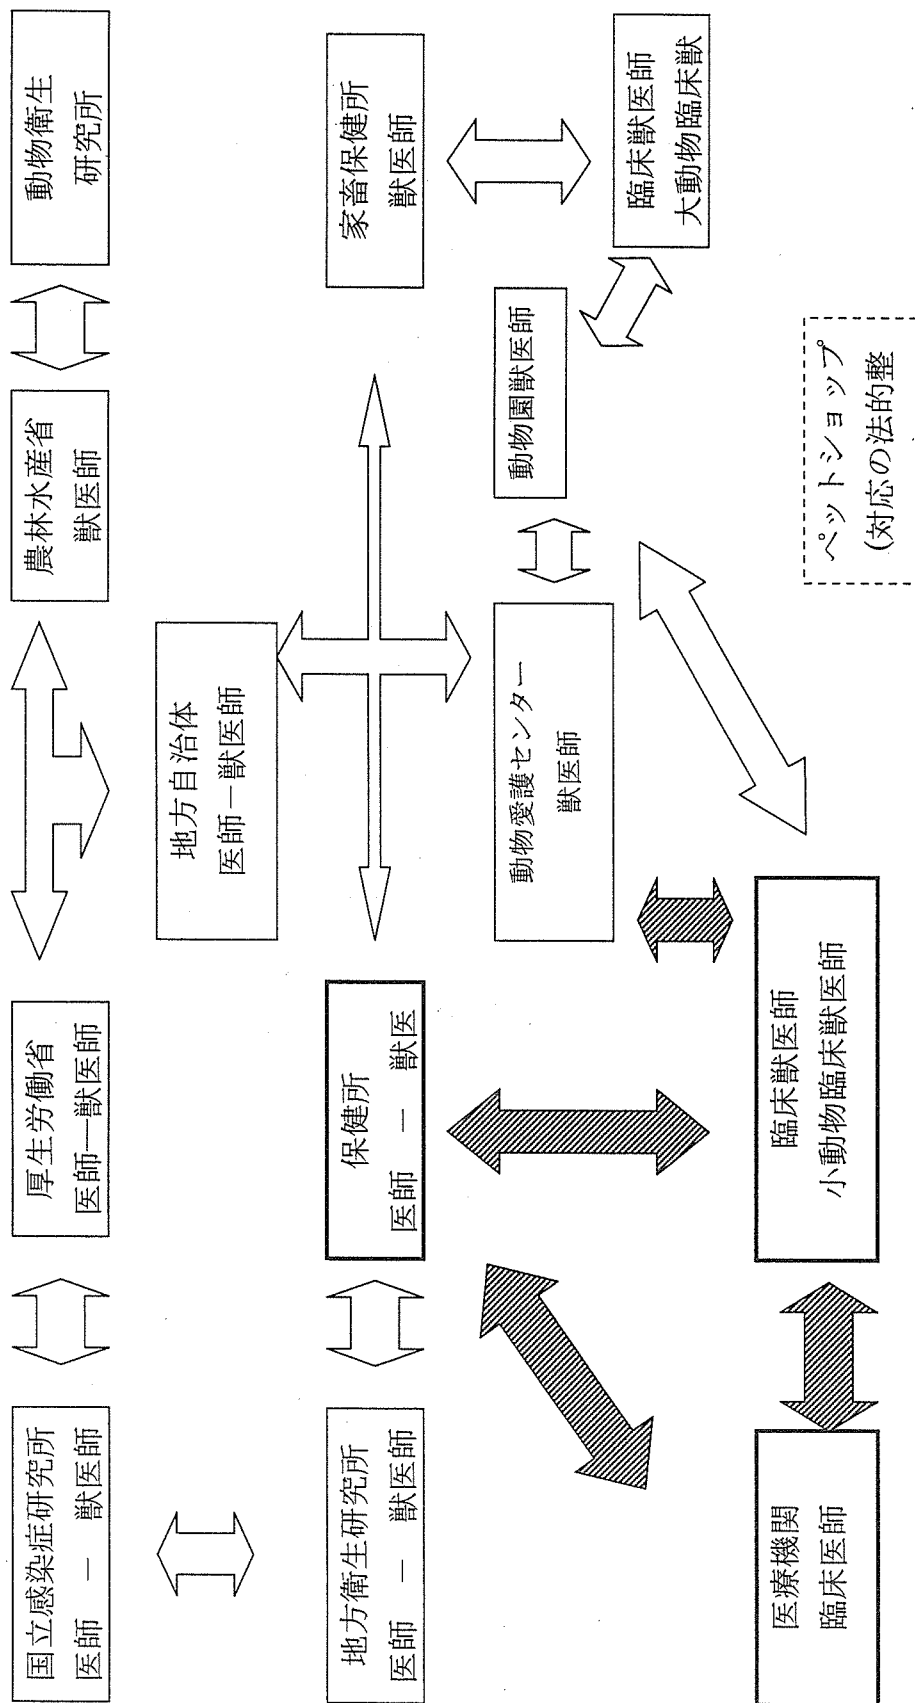 国立感染症研究所
医師 － 獣医師
厚生労働省
医師－獣医師
農林水産省
獣医師
動物衛生
研究所
地方自治体
医師－獣医師
地方衛生研究所
医師 － 獣医師
保健所
医師 － 獣医
家畜保健所
獣医師
動物愛護センター
獣医師
動物園獣医師
臨床獣医師
大動物臨床獣
医療機関
臨床医師
臨床獣医師
小動物臨床獣医師
ペットショップ
(対応の法的整